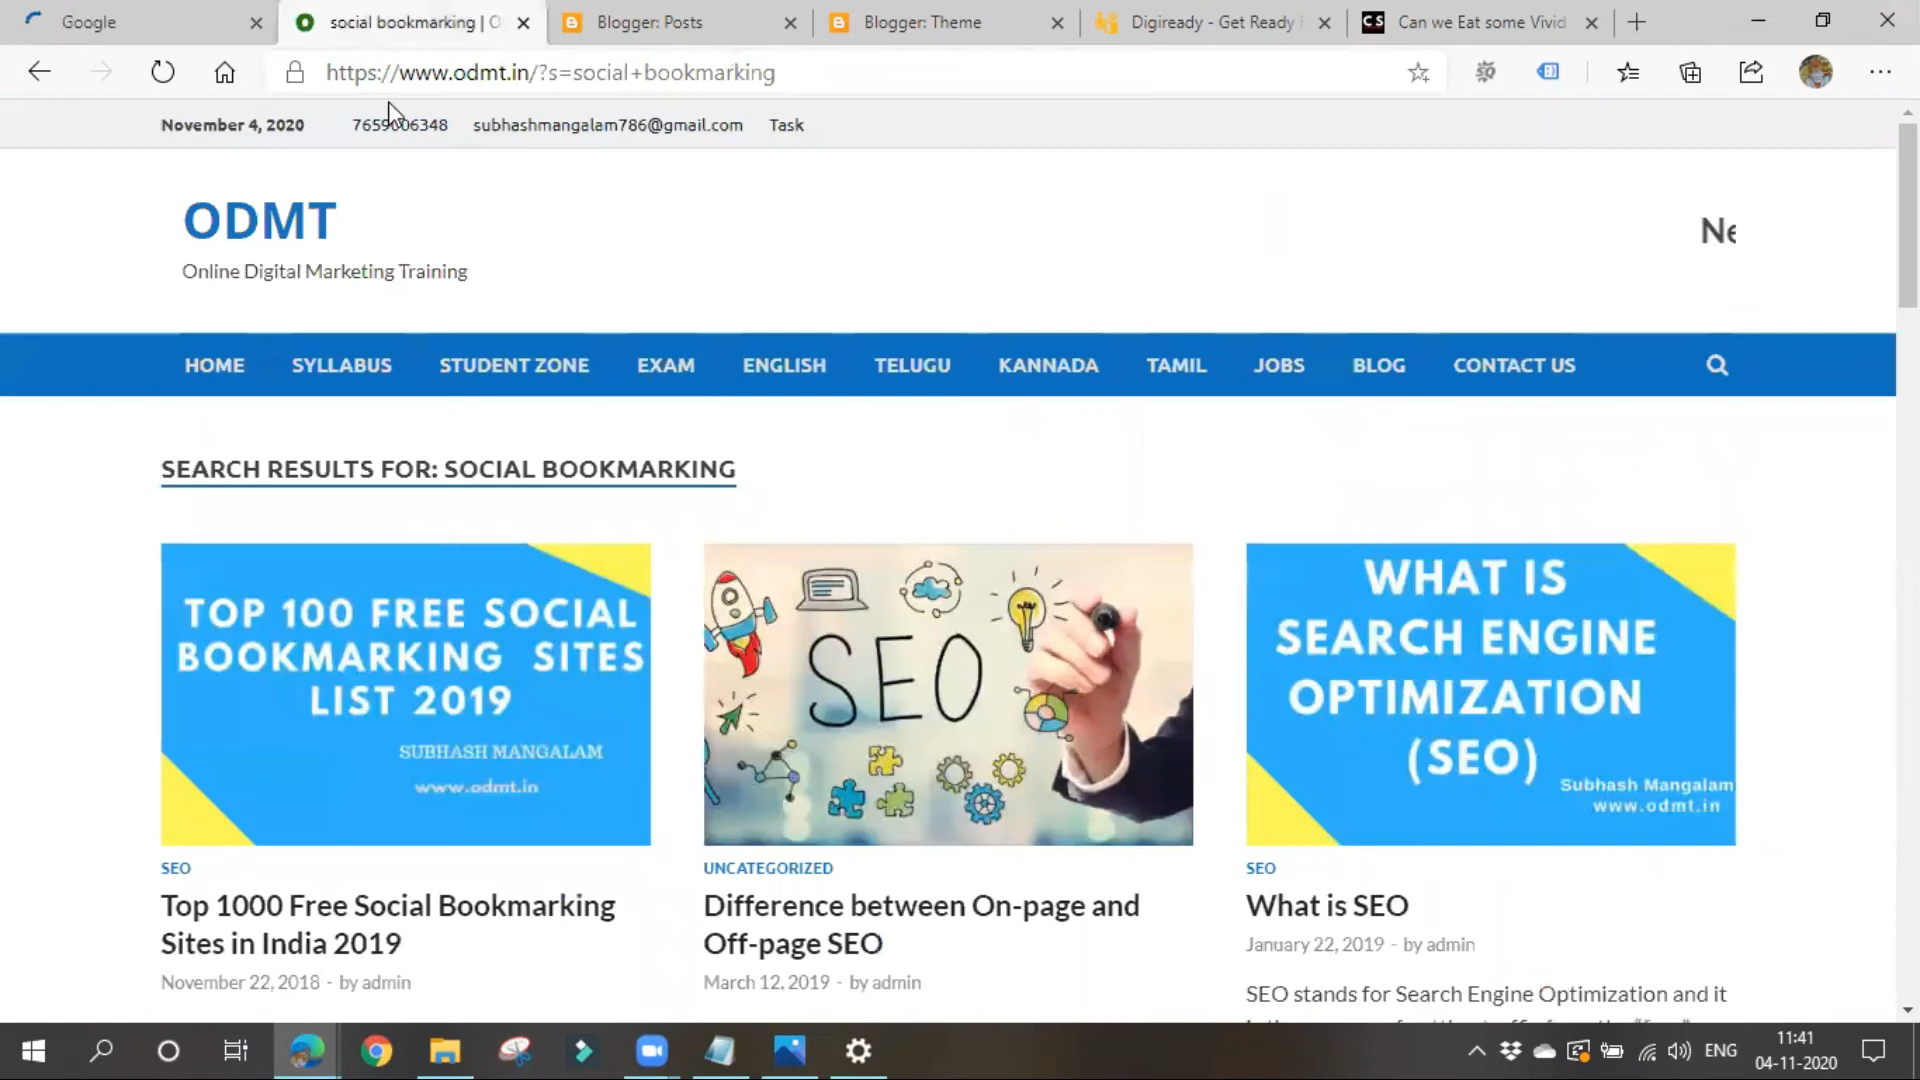 Google
social bookmarking | O
Blogger: Posts
Blogger: Theme
Digiready - Get Ready
Can we Eat some Vivid
https://www.odmt.in/?s=social+bookmarking
November 4, 2020
subhashmangalam786@gmail.com
Task
ODMT
Online Digital Marketing Training
Ne
HOME
SYLLABUS
STUDENT ZONE
EXAM
ENGLISH
TELUGU
KANNADA
TAMIL
JOBS
BLOG
CONTACT US
SEARCH RESULTS FOR: SOCIAL BOOKMARKING
TOP 100 FREE SOCIAL
BOOKMARKING SITES
LIST 2019
SUBHASH MANGALAM
www.odmt.in
SEO
WHAT IS
SEARCH ENGINE
OPTIMIZATION
(SEO)
Subhash Mangalam
www.odmt.in
SEO
Top 1000 Free Social Bookmarking
Sites in India 2019
November 22, 2018 - by admin
UNCATEGORIZED
Difference between On-page and
Off-page SEO
March 12, 2019 - by admin
SEO
What is SEO
January 22, 2019 - by admin
SEO stands for Search Engine Optimization and it
ENG
11:41
04-11-2020